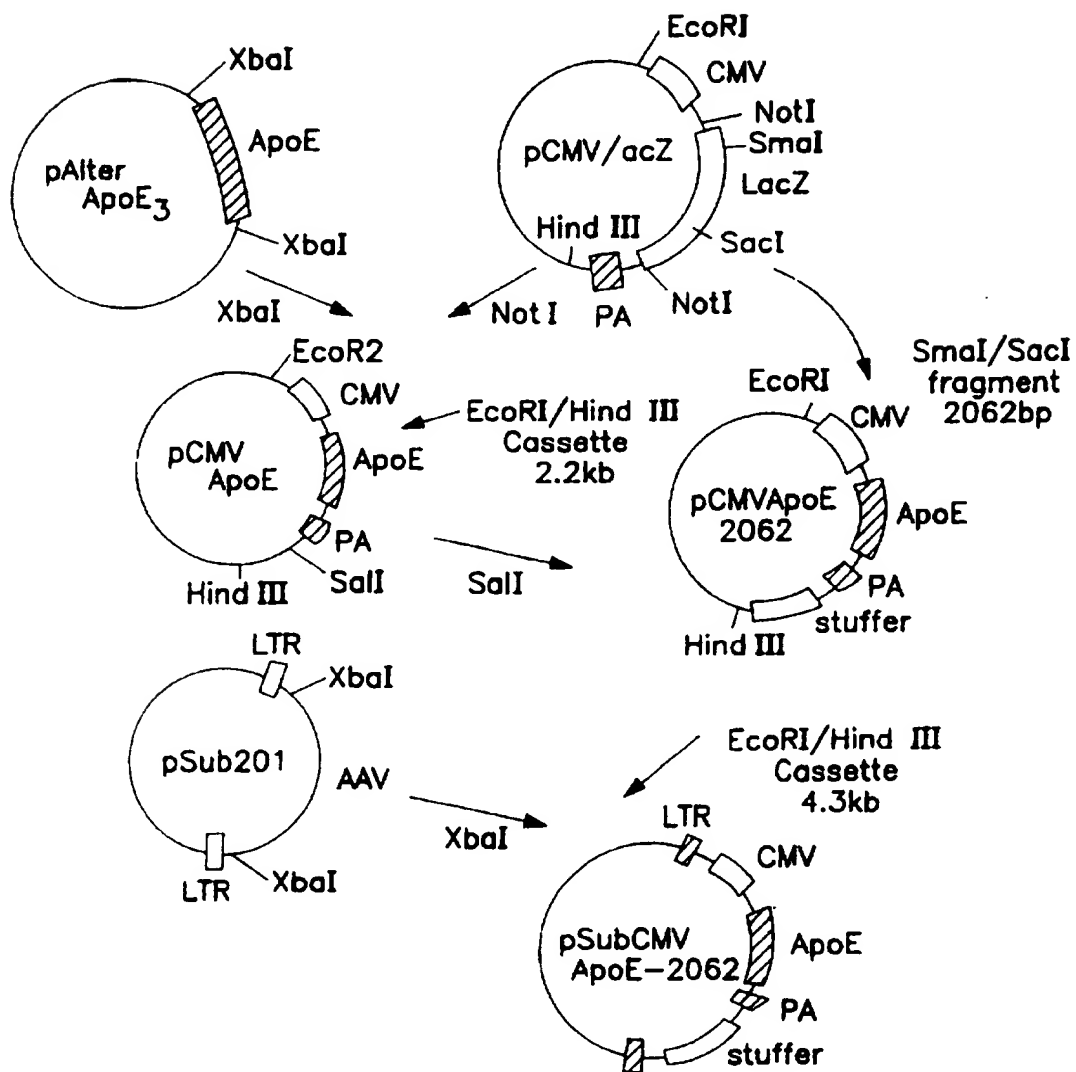 EcoRI
XbaI
CMV
NotI
ApoE
SmaI
pAlter
ApoE3
pCMV/acZ
LacZ
Hind III
XbaI
SacI
XbaI
Not I
PA
NotI
SmaI/SacI
fragment
2062bp
EcoR2
CMV
EcoRI
CMV
EcoRI/Hind III
Cassette
2.2kb
pCMV
ApoE
ApoE
pCMVApoE
2062
ApoE
PA
SalI
Hind III
SalI
PA
stuffer
Hind III
LTR
XbaI
pSub201
AAV
EcoRI/Hind III
Cassette
4.3kb
XbaI
LTR
CMV
LTR
XbaI
pSubCMV
ApoE-2062
ApoE
PA
stuffer